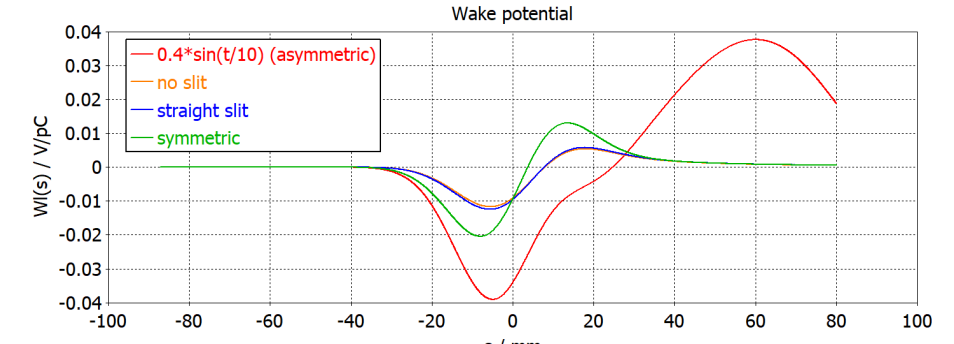 Wake potential
0.04
0.03
0.02
0.01
0
-0.01
-0.02
-0.03
-0.04
Wl(s) / V/pC
0.4*sin(t/10) (asymmetric)
no slit
straight slit
symmetric
-100 -80 -60 -40 -20 0 20 40 60 80 100